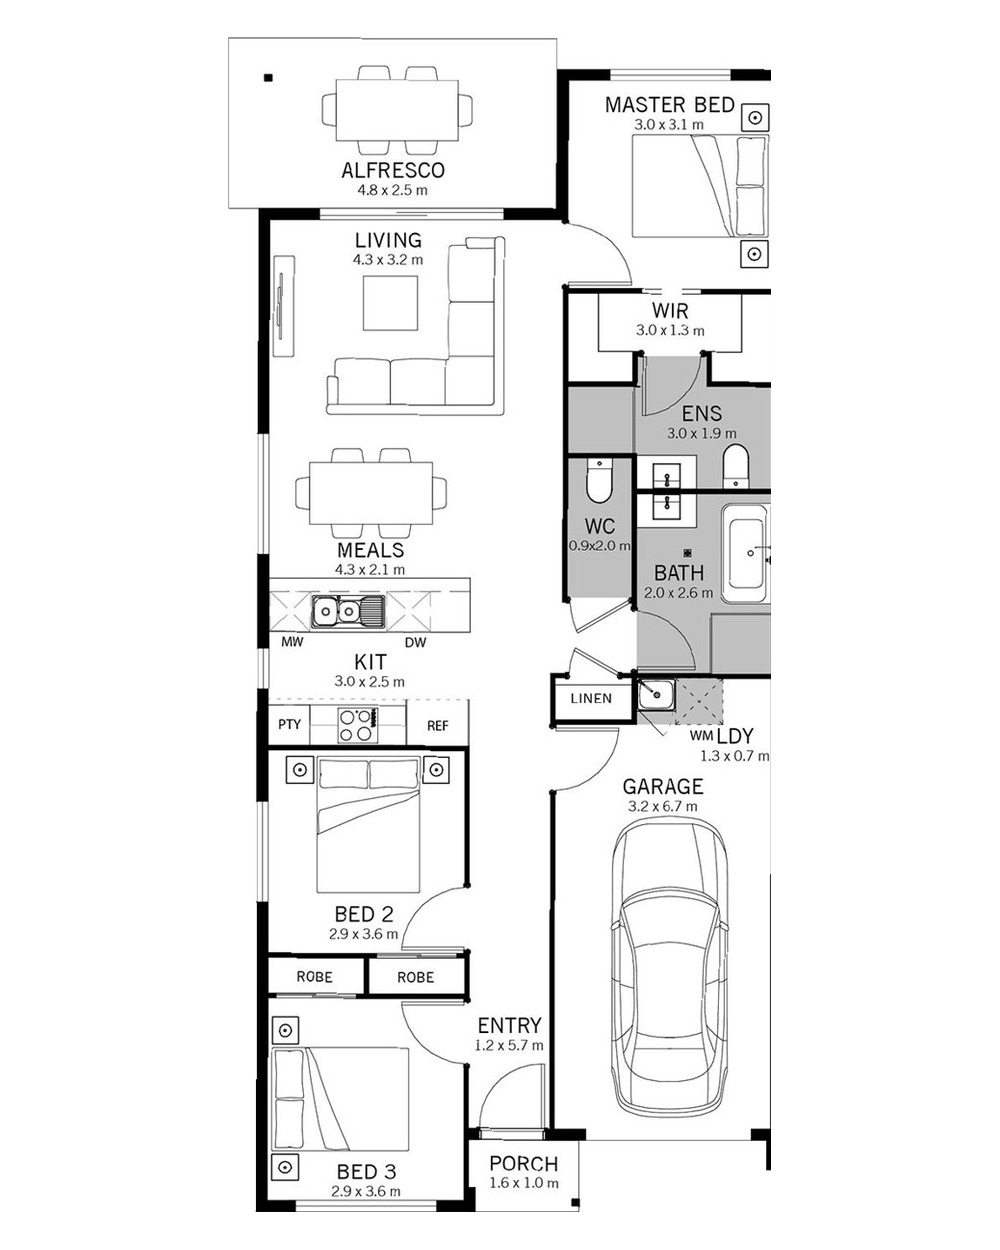 MASTER BED
3.0 x 3.1 m
ALFRESCO
4.8 x 2.5 m
LIVING
4.3 x 3.2 m
WIR
3.0 x 1.3 m
ENS
3.0 x 1.9 m
WC
0.9x2.0 m
MEALS
4.3 x 2.1 m
BATH
2.0 x 2.6 m
MW
DW
KIT
3.0 x 2.5 m
LINEN
PTY
REF
WM LDY
1.3 x 0.7 m
GARAGE
3.2 x 6.7 m
BED 2
2.9 x 3.6 m
ROBE
ROBE
ENTRY
1.2 x 5.7 m
PORCH
1.6 x 1.0 m
BED 3
2.9 x 3.6 m